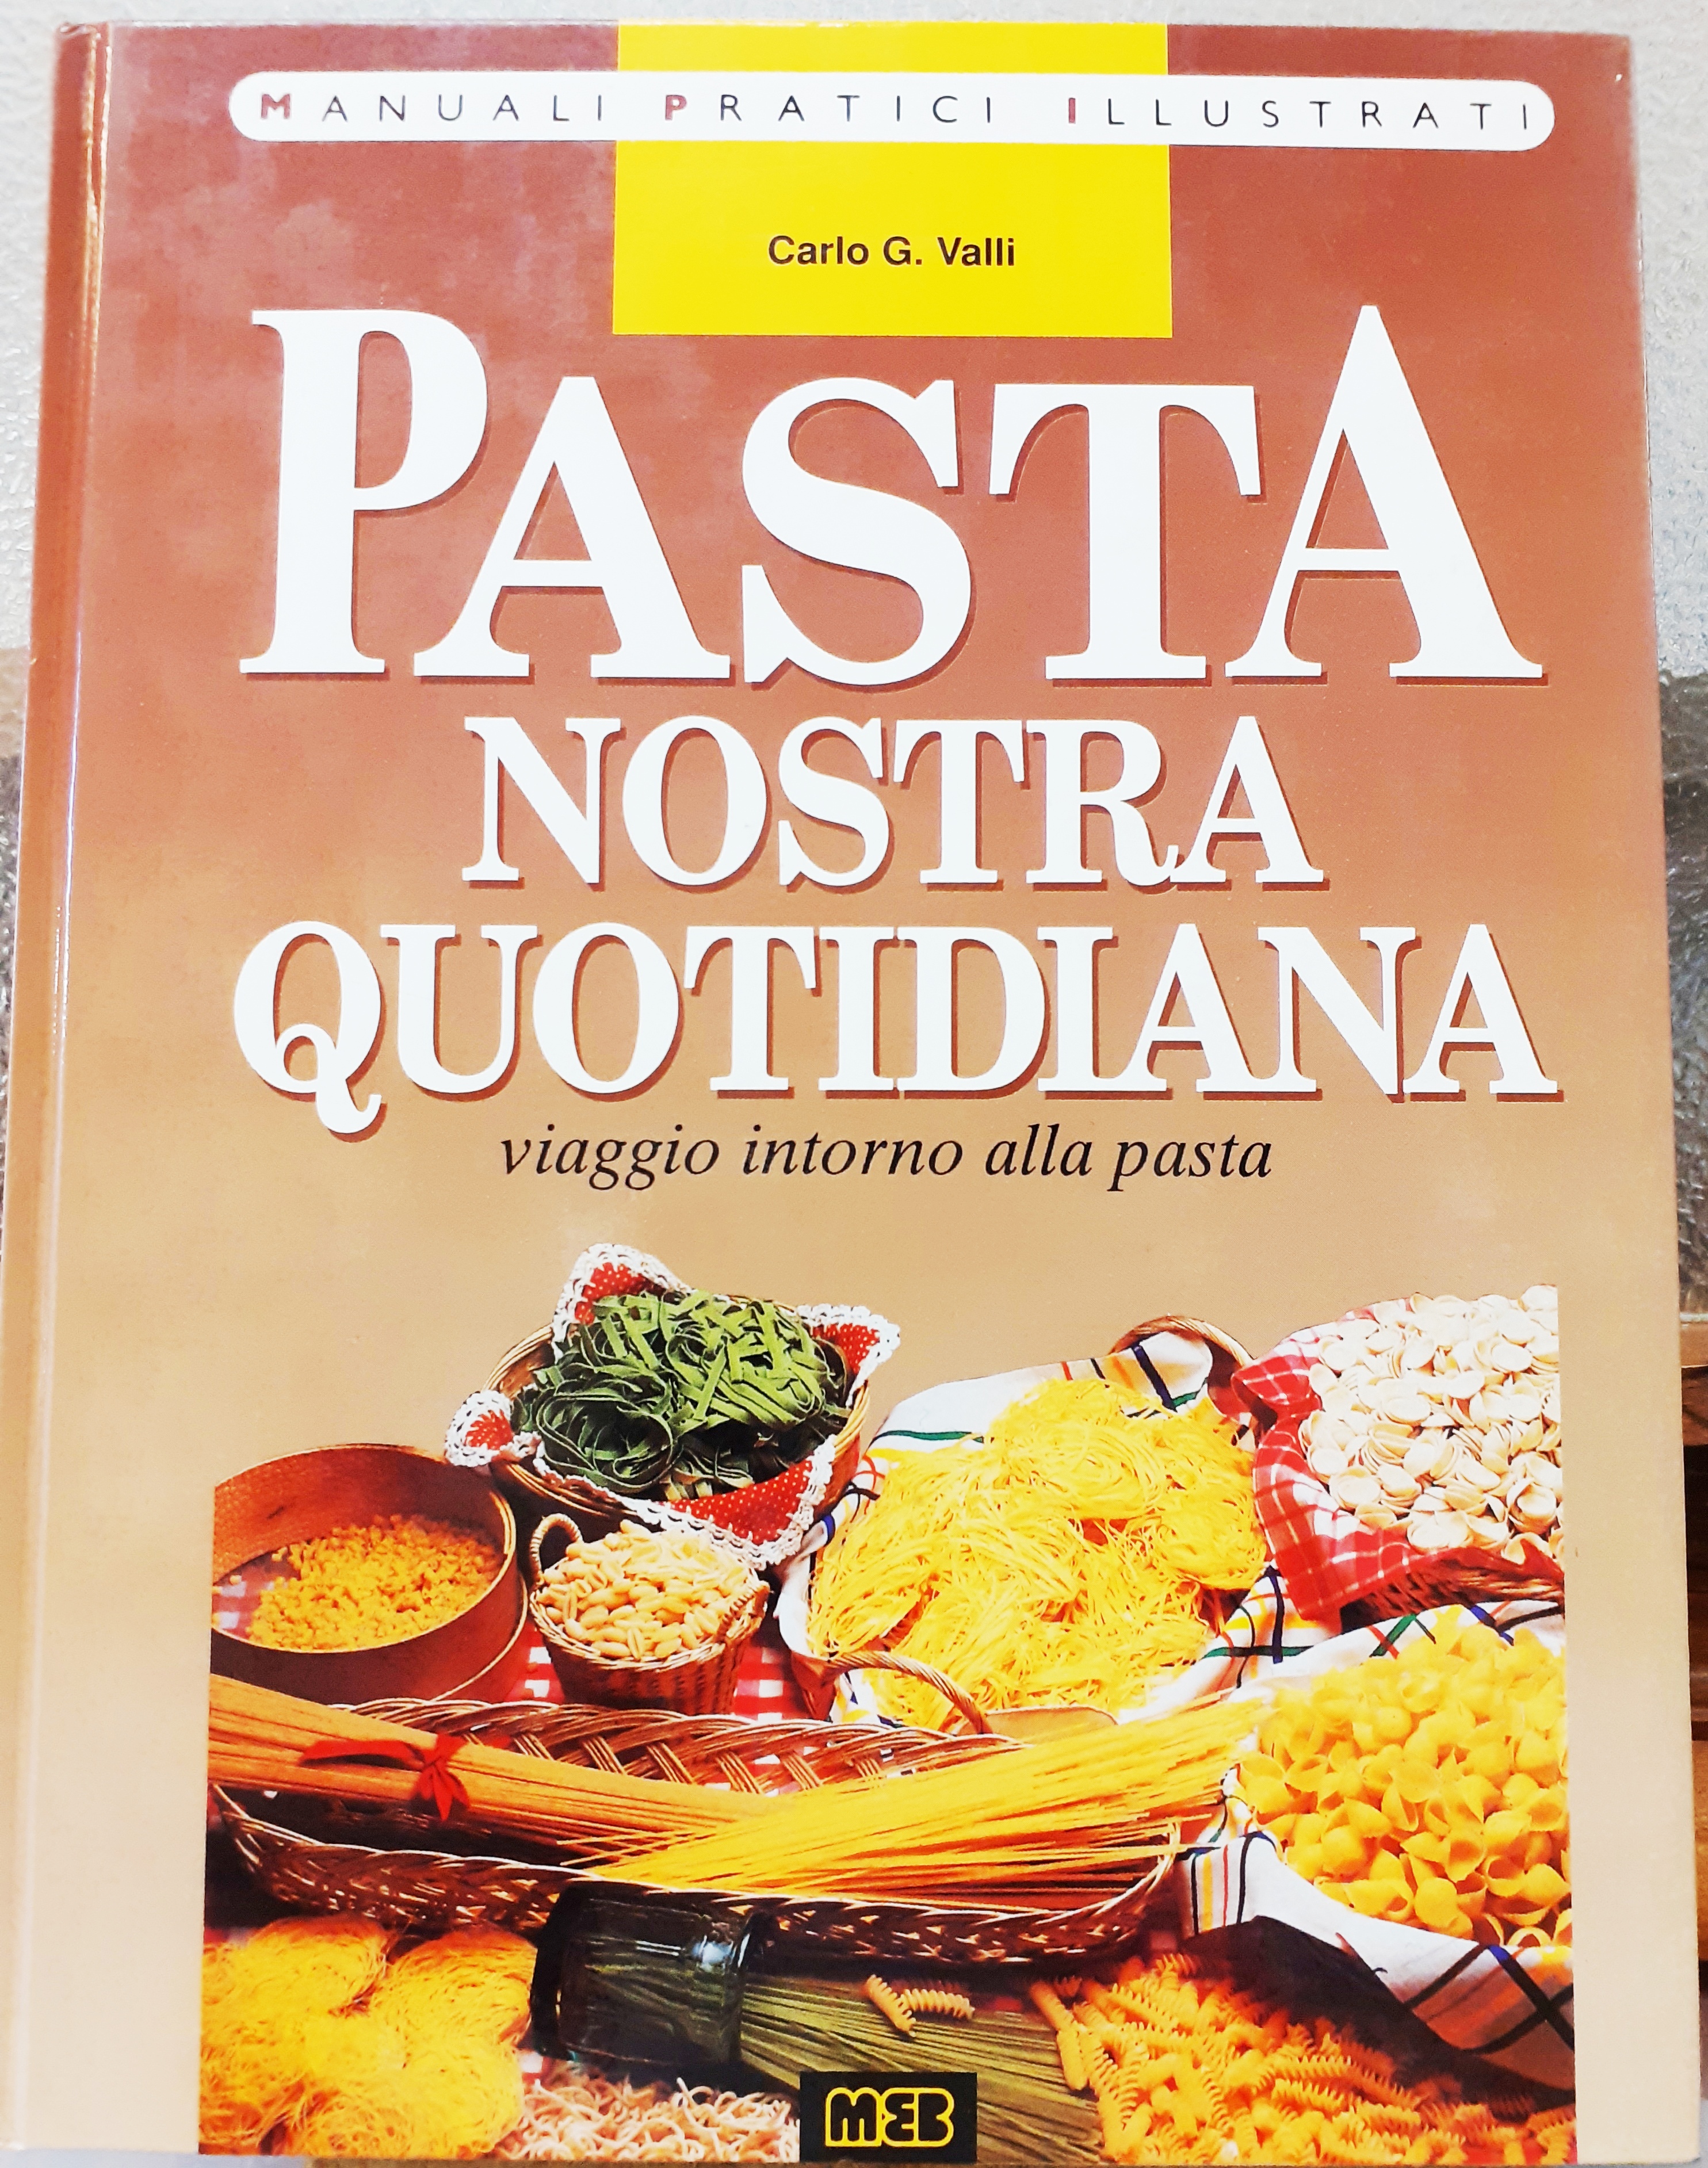 MANUALI PRATICI ILLUSTRATI
Carlo G. Valli
PASTA
NOSTRA
QUOTIDIANA
viaggio intorno alla pasta
MEB